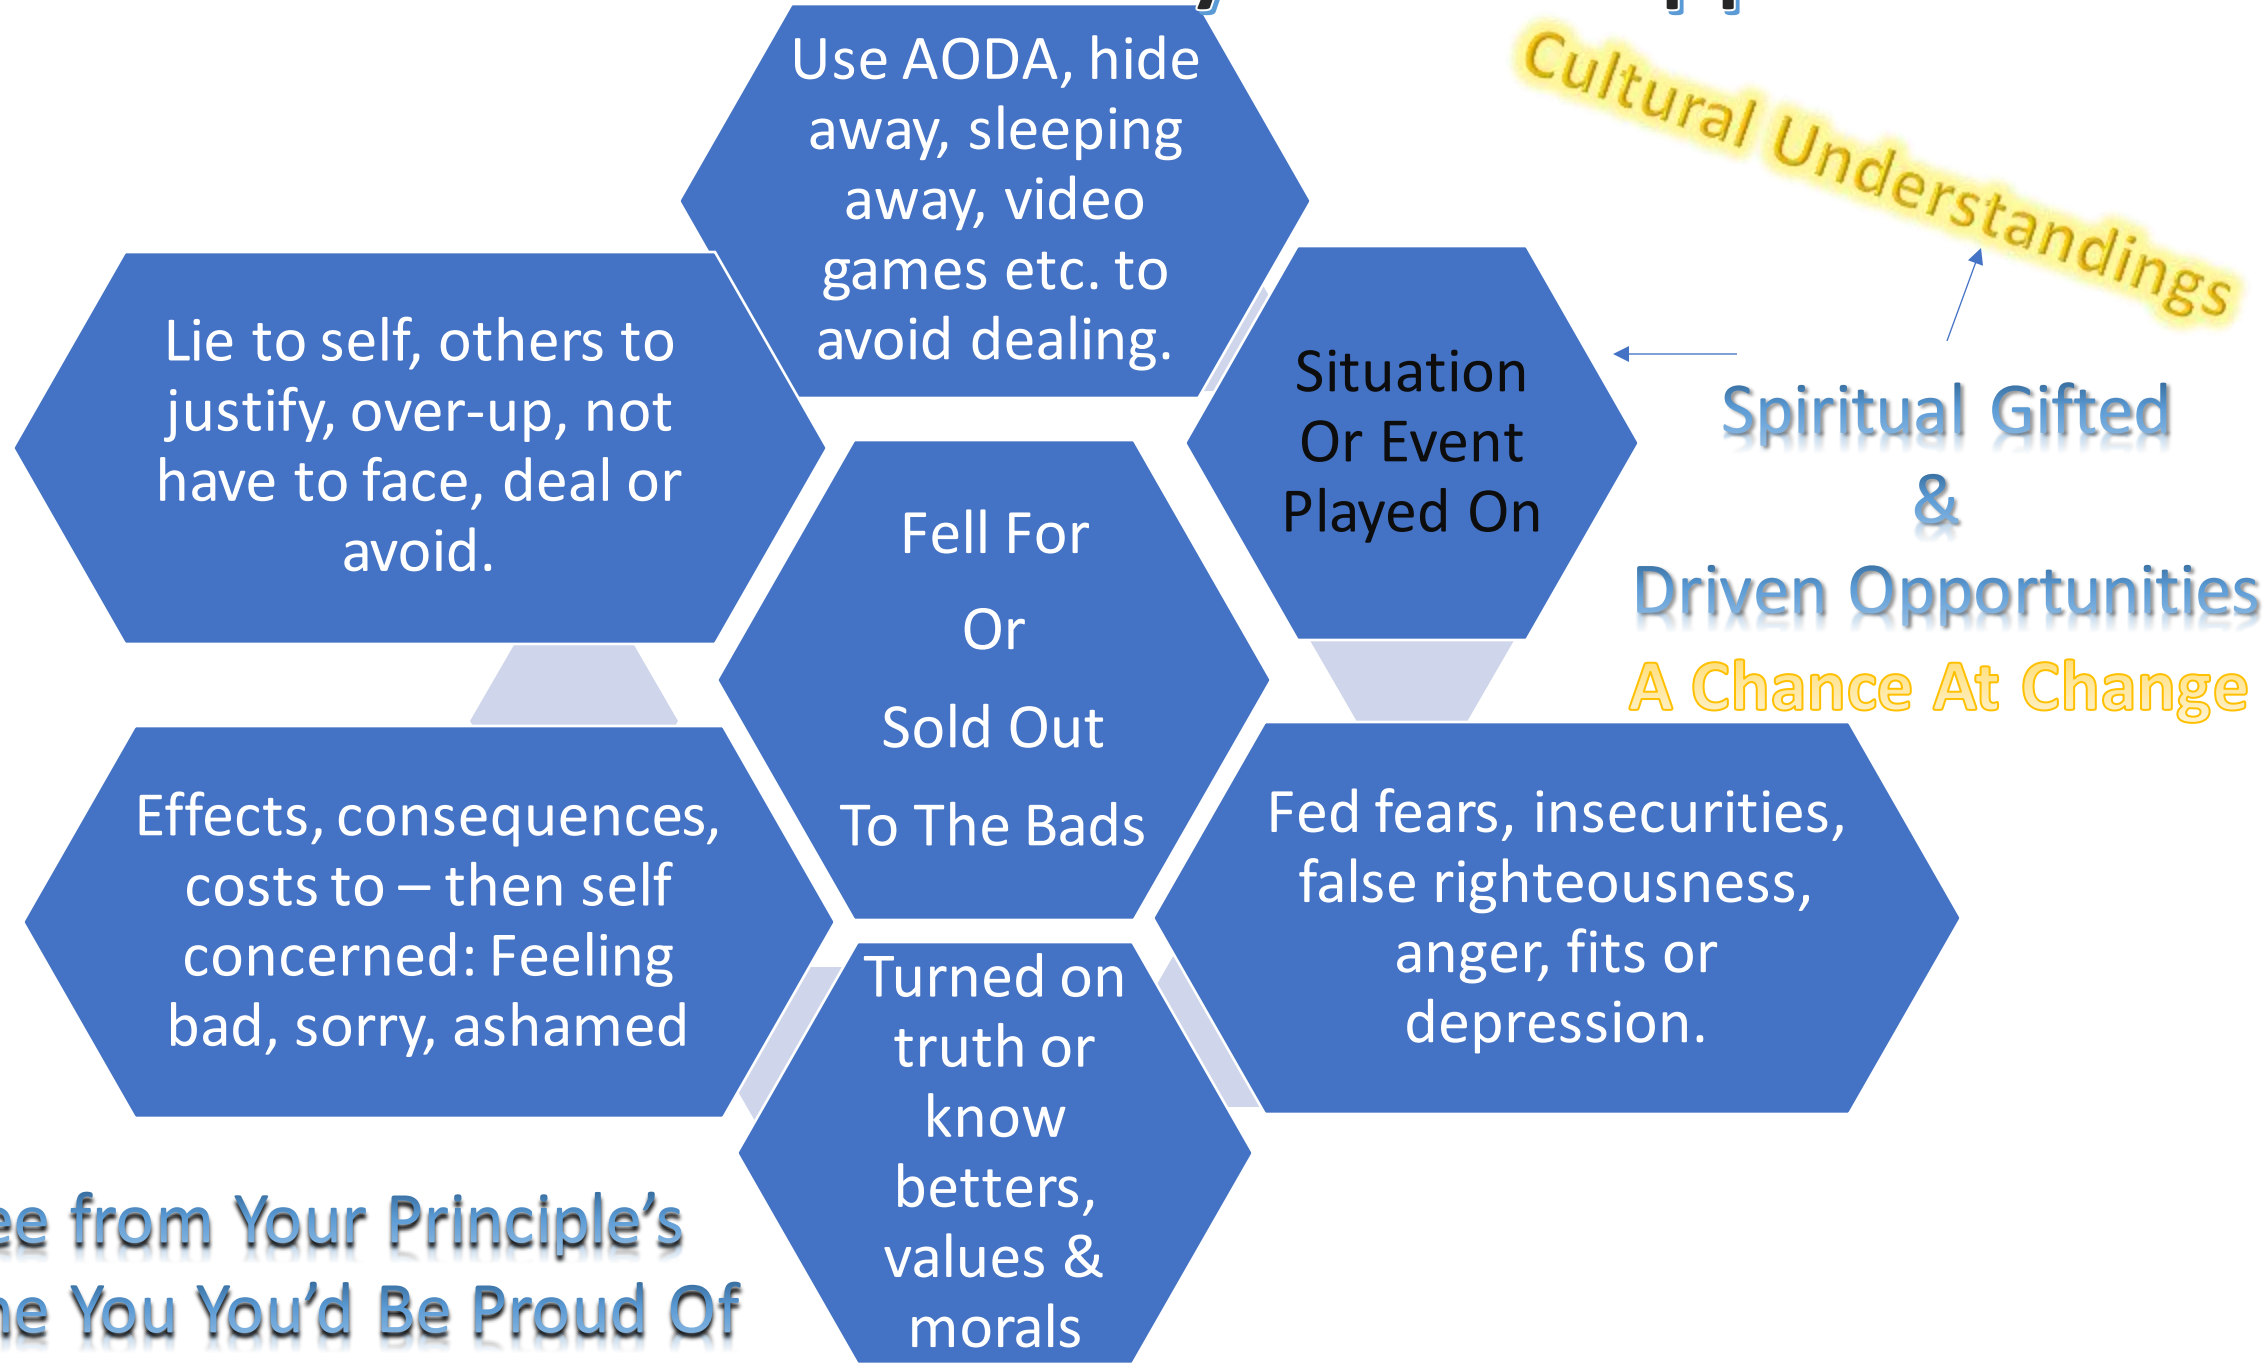 Use AODA, hide
away, sleeping
away, video
games etc. to
avoid dealing.
Cultural Understandings
Situation
Or Event
Played On
Spiritual Gifted
&
Driven Opportunities
A Chance At Change
Lie to self, others to
justify, over-up, not
have to face, deal or
avoid.
Fell For
Or
Sold Out
To The Bads
Fed fears, insecurities,
false righteousness,
anger, fits or
depression.
Effects, consequences,
costs to – then self
concerned: Feeling
bad, sorry, ashamed
Turned on
truth or
know
betters,
values &
morals
from Your Principle’s
You You’d Be Proud Of